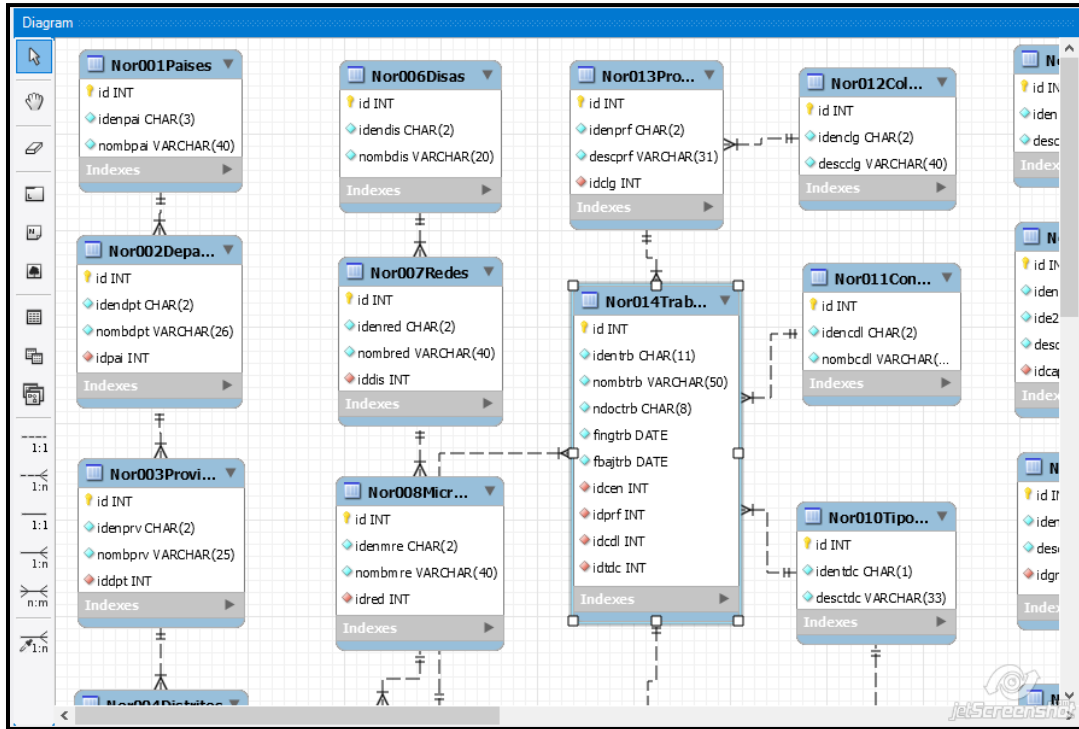 Diagram
Nor001Paises
id INT
idenpai CHAR(3)
nombpai VARCHAR(40)
Indexes
Nor002Depa...
id INT
idendpt CHAR(2)
nombdpt VARCHAR(26)
idpai INT
Indexes
Nor003Provi...
id INT
idenprv CHAR(2)
nombprv VARCHAR(25)
iddpt INT
Indexes
Nor004Distritos
Nor006Disas
id INT
idendis CHAR(2)
nombdis VARCHAR(20)
Indexes
Nor007Redes
id INT
idenred CHAR(2)
nombred VARCHAR(40)
iddis INT
Indexes
Nor008Micr...
id INT
idenmre CHAR(2)
nombmre VARCHAR(40)
idred INT
Indexes
Nor013Pro...
id INT
idenprf CHAR(2)
descprf VARCHAR(31)
idclg INT
Indexes
Nor014Trab...
id INT
identrb CHAR(11)
nombtrb VARCHAR(50)
ndoctrb CHAR(8)
fingtrb DATE
fbajtrb DATE
idcen INT
idprf INT
idcdl INT
idtdc INT
Indexes
Nor012Col...
id INT
idenclg CHAR(2)
descclg VARCHAR(40)
Indexes
Nor011Con...
id INT
idencdl CHAR(2)
nombcdl VARCHAR(...
Indexes
Nor010Tipo...
id INT
identdc CHAR(1)
desctdc VARCHAR(33)
Indexes
1:1
1:n
1:1
1:n
n:m
1:n
jetScreenshot